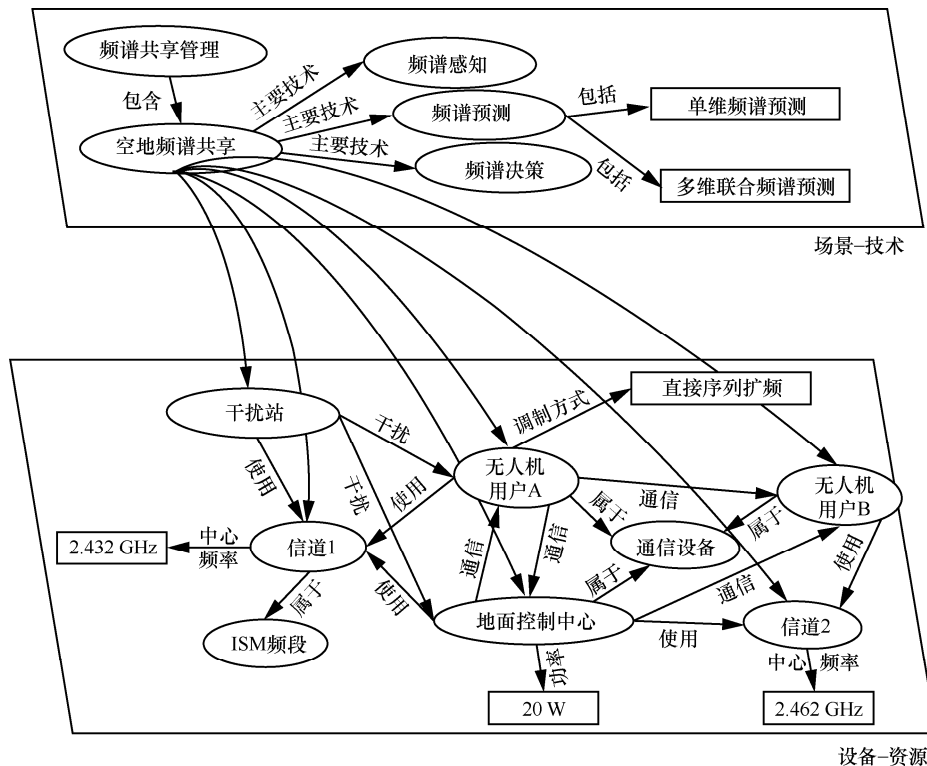 频谱共享管理
包含
空地频谱共享
主要技术
频谱感知
主要技术
频谱预测
主要技术
频谱决策
包括
单维频谱预测
包括
多维联合频谱预测
场景–技术
干扰站
干扰
调制方式
直接序列扩频
使用
干扰
使用
无人机
用户A
通信
无人机
用户B
属于
属于
通信设备
2.432 GHz
中心
频率
信道1
通信
通信
使用
属于
使用
属于
通信
ISM频段
地面控制中心
使用
信道2
功率
中心
频率
20 W
2.462 GHz
设备–资源